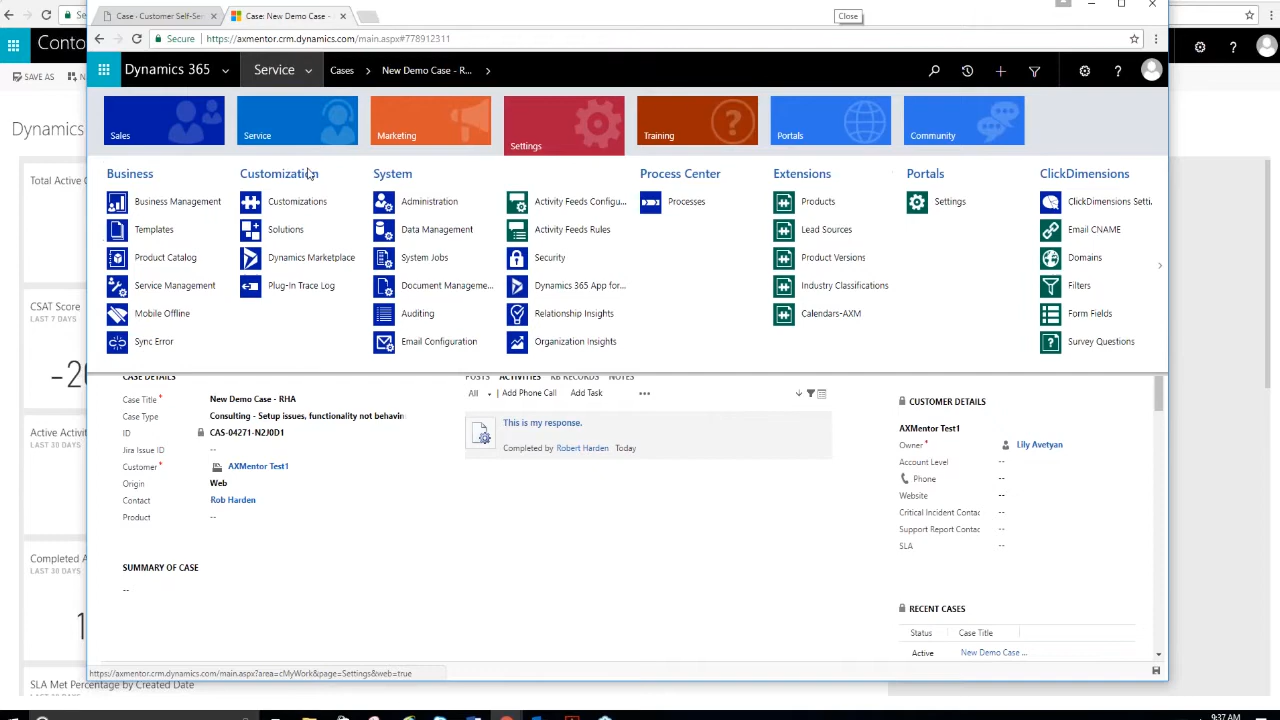 Case - Customer Self-Se
Case: New Demo Case -
Close
Secure
https://axmentor.crm.dynamics.com/main.aspx#778912311
Conto
Dynamics 365
Service
Cases
New Demo Case - R...
SAVE AS
Sales
Service
Marketing
Settings
Training
Portals
Community
Dynamics
Business
Customization
System
Process Center
Extensions
Portals
ClickDimensions
Total Active
Business Management
Customizations
Administration
Activity Feeds Configu...
Processes
Products
Settings
ClickDimensions Setti
Templates
Solutions
Data Management
Activity Feeds Rules
Lead Sources
Email CNAME
Product Catalog
Dynamics Marketplace
System Jobs
Security
Product Versions
Domains
Service Management
Plug-In Trace Log
Document Manageme...
Dynamics 365 App for...
Industry Classifications
Filters
Mobile Offline
Auditing
Relationship Insights
Calendars-AXM
Form Fields
Sync Error
Email Configuration
Organization Insights
Survey Questions
CSAT Score
LAST 7 DAYS
-20
CASE DETAILS
POSTS
ACTIVITIES
KB RECORDS
NOTES
All
Add Phone Call
Add Task
...
Case Title *
New Demo Case - RHA
Case Type
Consulting - Setup issues, functionality not behavin
ID
CAS-04271-N2J0D1
Jira Issue ID
--
Customer *
AXMentor Test1
Origin
Web
Contact
Rob Harden
Product
--
This is my response.
Completed by Robert Harden Today
CUSTOMER DETAILS
AXMentor Test1
Owner *
Lily Avetyan
Account Level
--
Phone
--
Website
--
Critical Incident Contac
--
Support Report Contac
--
SLA
--
Active Activi
LAST 30 DAYS
Completed A
LAST 30 DAYS
1
SUMMARY OF CASE
--
RECENT CASES
Status
Case Title
Active
New Demo Case ...
https://axmentor.crm.dynamics.com/main.aspx?area=cMyWork&page=Settings&web=true
SLA Met Percentage by Created Date
LAST 30 DAYS
9:37 AM